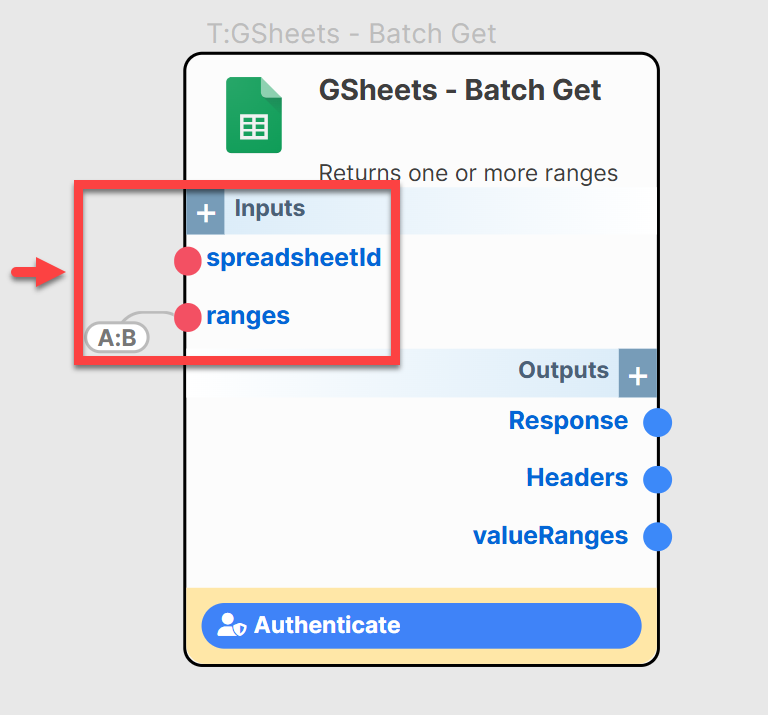 T:GSheets - Batch Get
GSheets - Batch Get
Returns one or more ranges
+ Inputs
spreadsheetId
ranges
A:B
Outputs +
Response
Headers
valueRanges
Authenticate